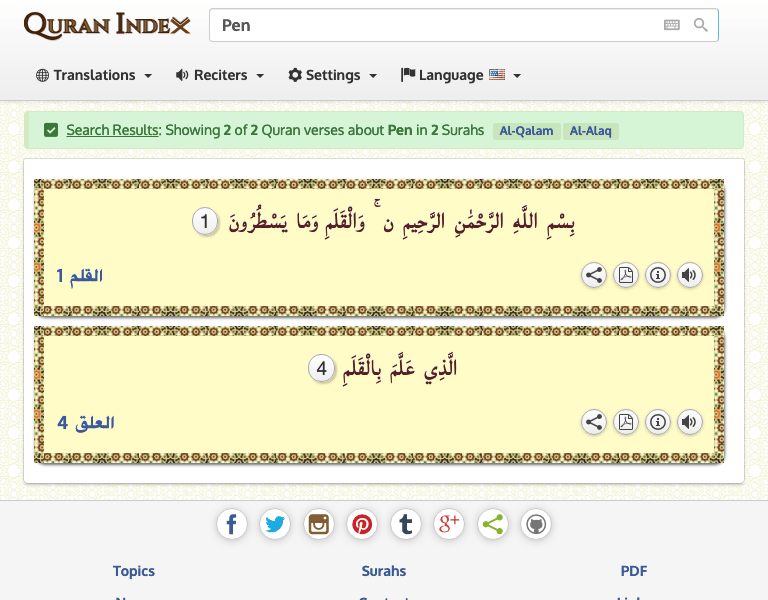 QURAN INDEX
Pen
Translations Reciters Settings Language
Search Results: Showing 2 of 2 Quran verses about Pen in 2 Surahs Al-Qalam Al-Alaq
بِسْمِ اللَّهِ الرَّحْمَٰنِ الرَّحِيمِ ن ۚ وَالْقَلَمِ وَمَا يَسْطُرُونَ 1
القلم 1
الَّذِي عَلَّمَ بِالْقَلَمِ 4
العلق 4
Topics Surahs PDF